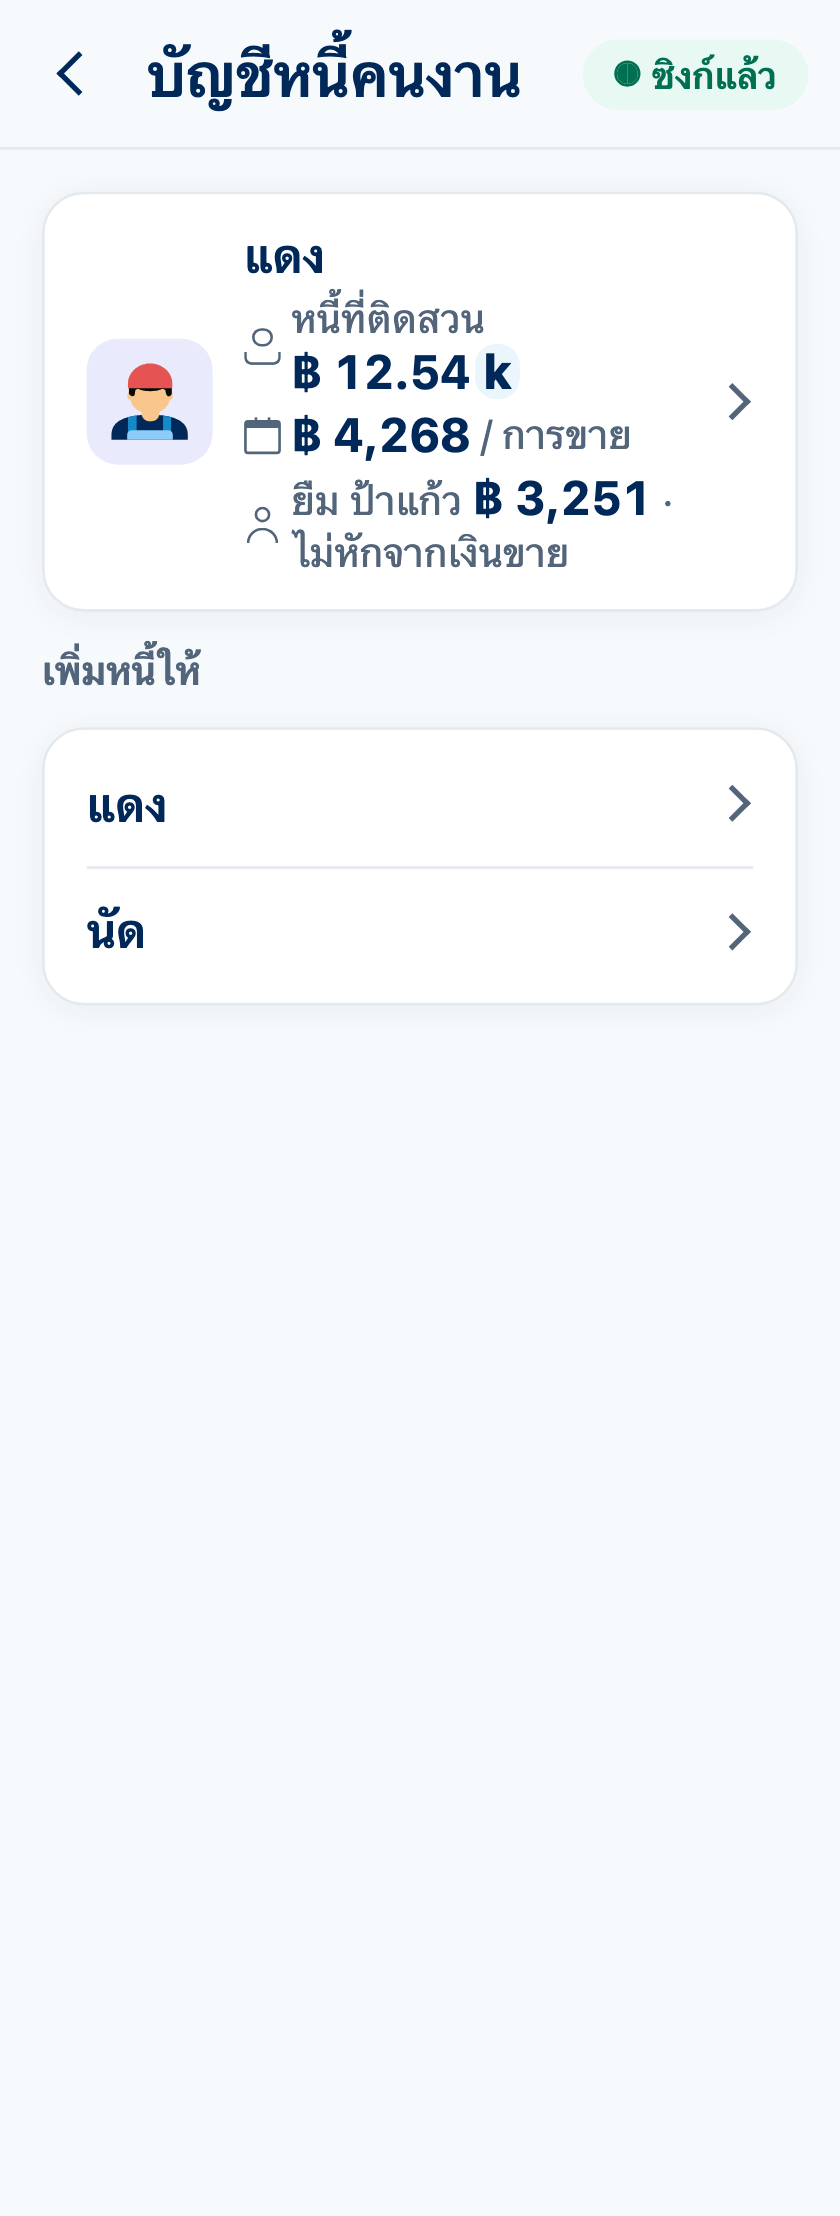 บัญชีหนี้คนงาน
ซิงก์แล้ว
แดง
หนี้ที่ติดสวน
฿ 12.54 k
฿ 4,268 / การขาย
ยืม ป้าแก้ว ฿ 3,251 ·
ไม่หักจากเงินขาย
เพิ่มหนี้ให้
แดง
นัด